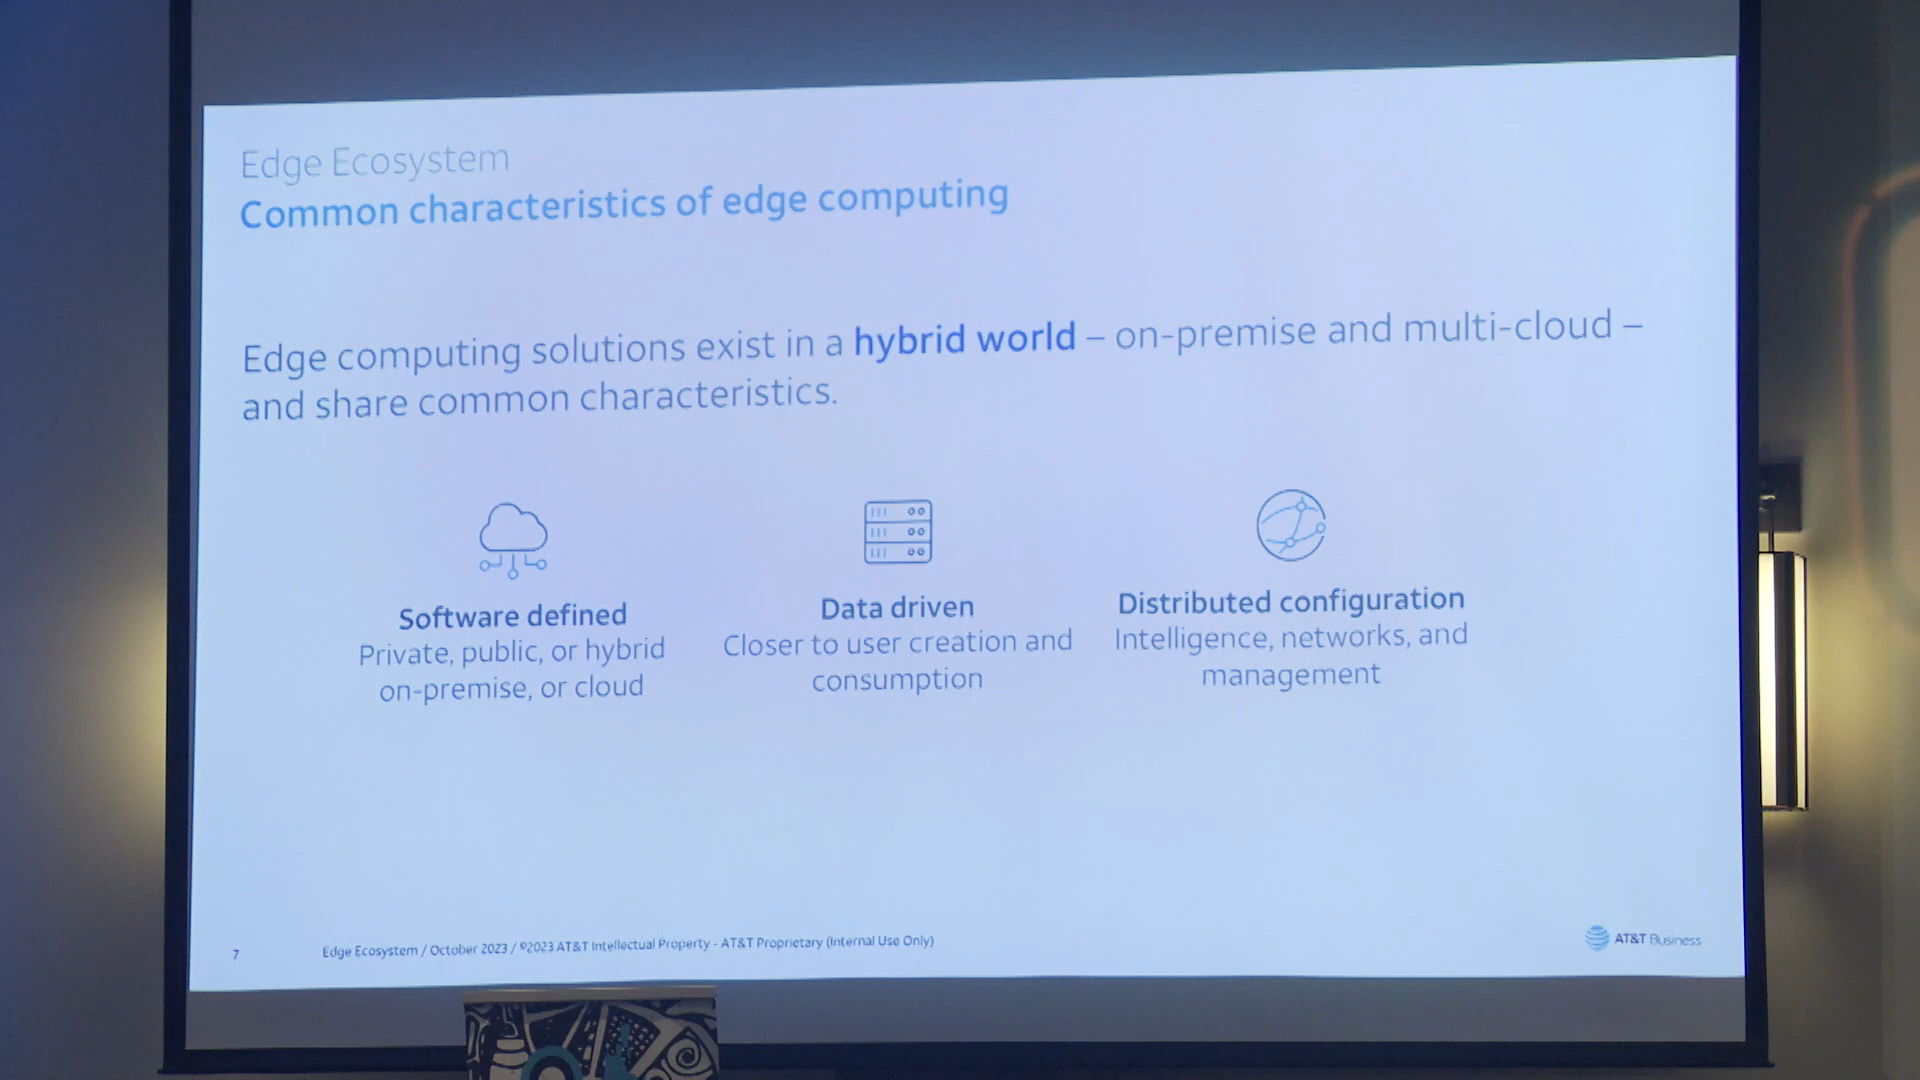 Edge Ecosystem
Common characteristics of edge computing
Edge computing solutions exist in a hybrid world – on-premise and multi-cloud –
and share common characteristics.
Software defined
Private, public, or hybrid
on-premise, or cloud
Data driven
Closer to user creation and
consumption
Distributed configuration
Intelligence, networks, and
management
7
Edge Ecosystem / October 2023 / ©2023 AT&T Intellectual Property - AT&T Proprietary (Internal Use Only)
AT&T Business